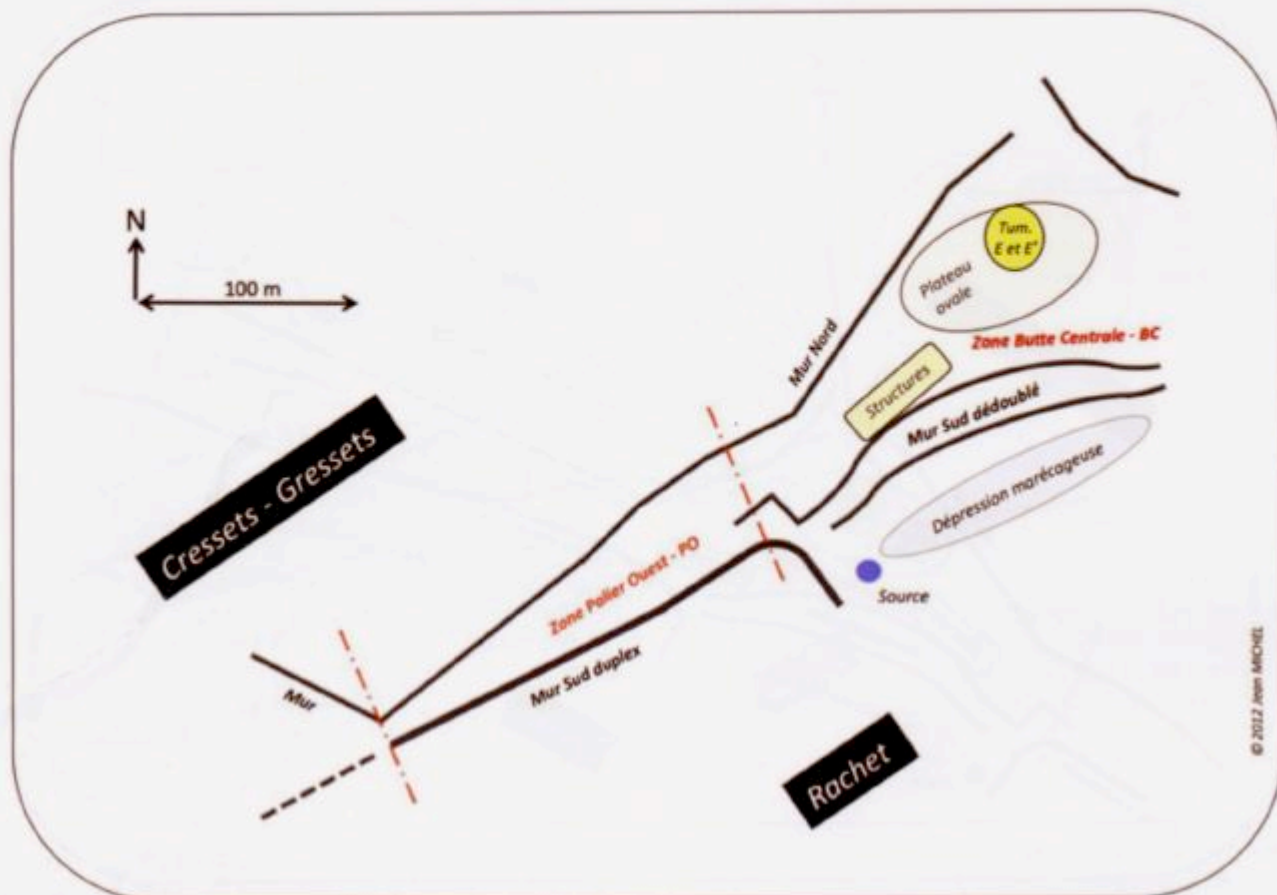 N
100 m
Tum.
E et E'
Plateau
ovale
Mur Nord
Zone Butte Centrale - BC
Structures
Mur Sud dédoublé
Cressets - Gressets
Dépression marécageuse
Zone Palier Ouest - PO
Source
Mur Sud duplex
Mur
Rachet
© 2012 Jean MICHEL